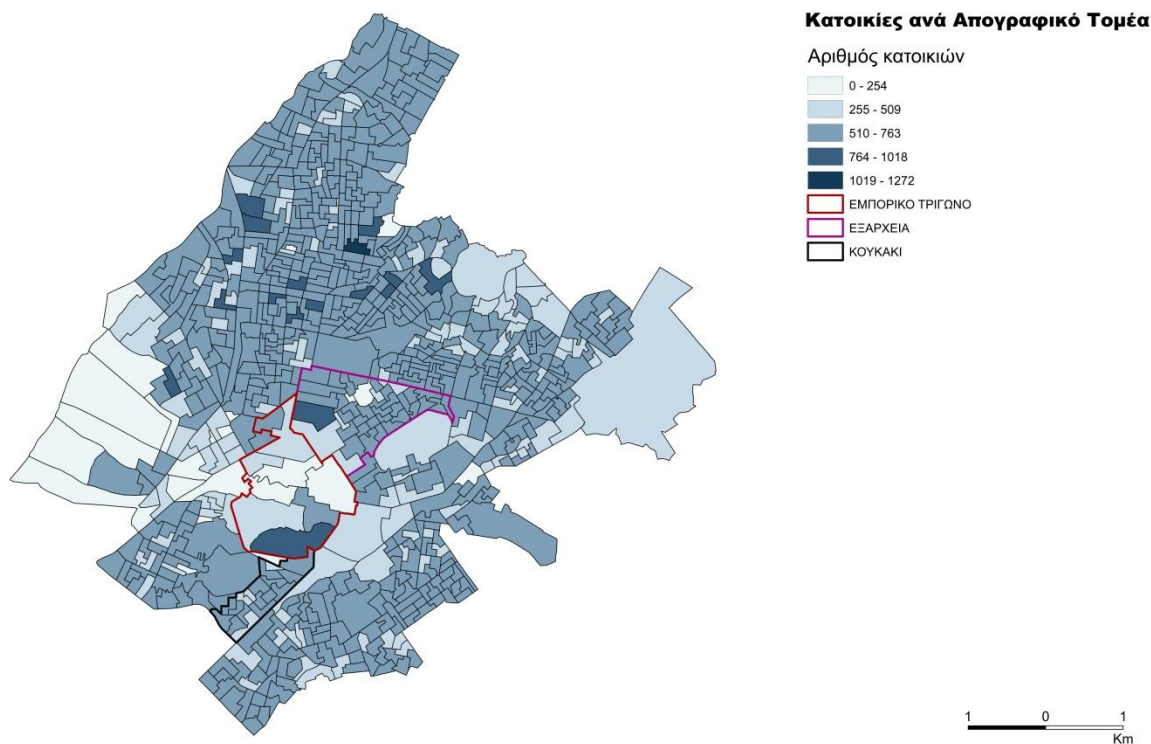 Κατοικίες ανά Απογραφικό Τομέα
Αριθμός κατοικιών
0 - 254
255 - 509
510 - 763
764 - 1018
1019 - 1272
ΕΜΠΟΡΙΚΟ ΤΡΙΓΩΝΟ
ΕΞΑΡΧΕΙΑ
ΚΟΥΚΑΚΙ
1 0 1
Km